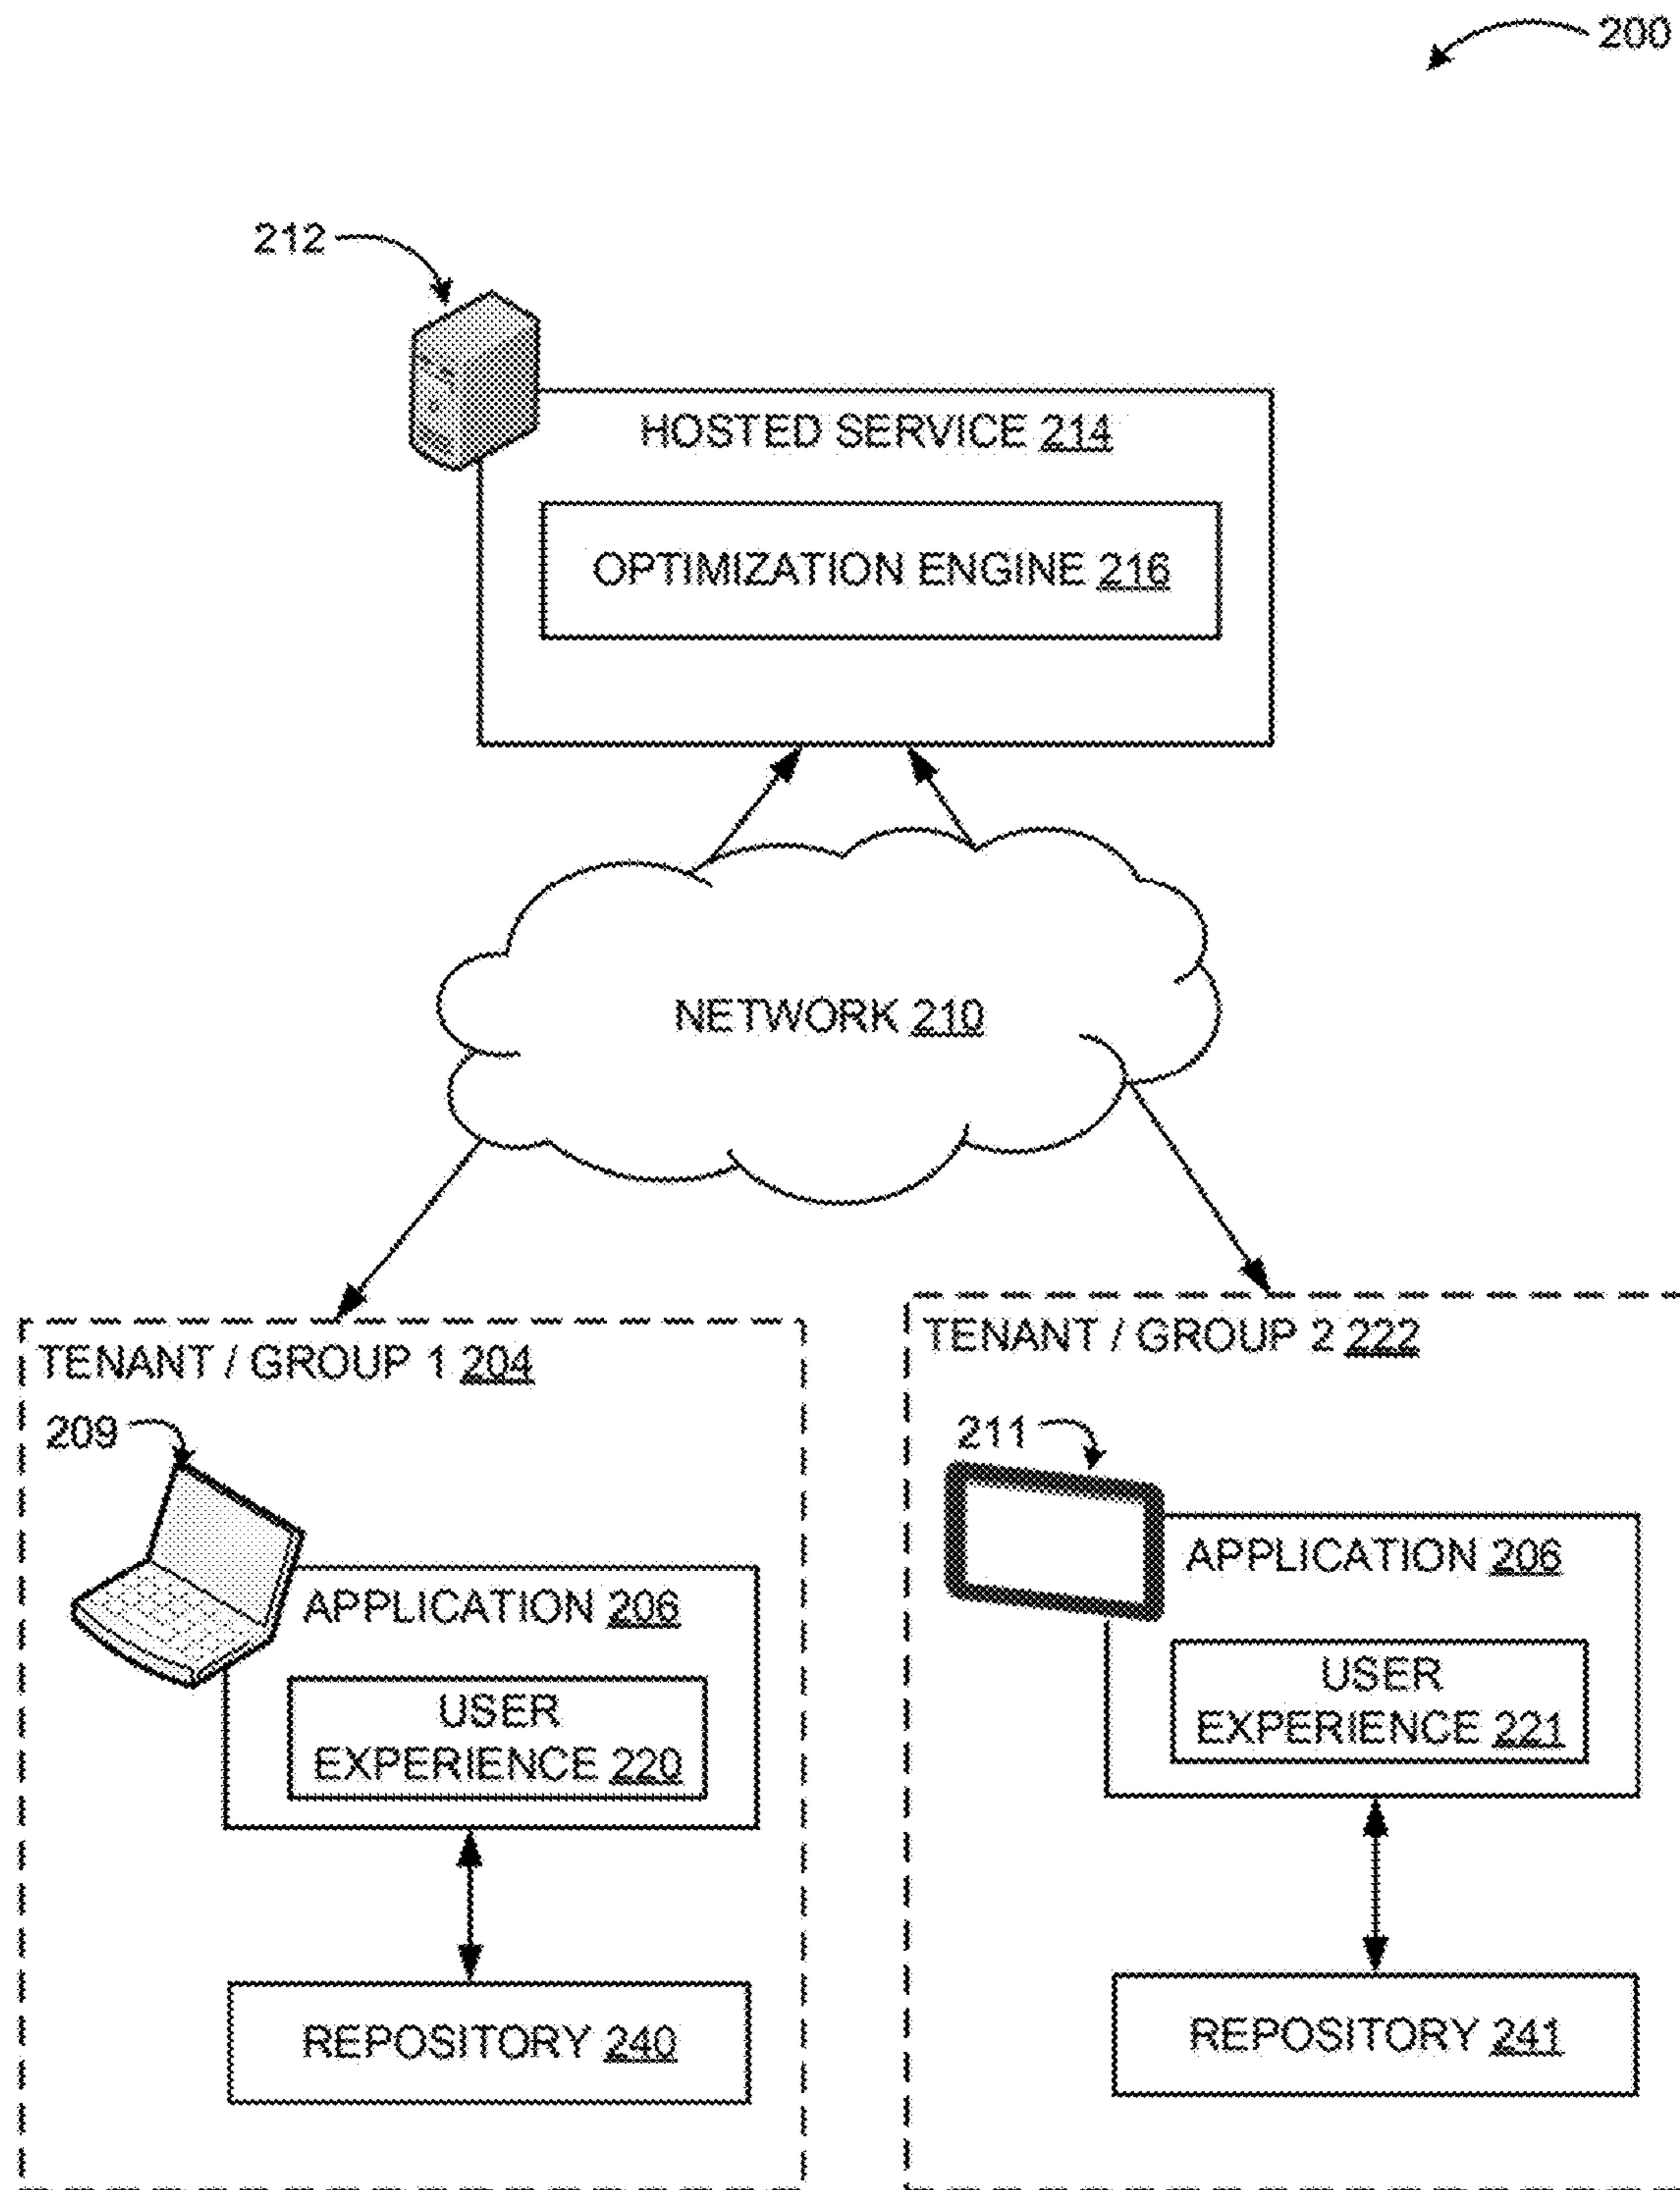 200
212
HOSTED SERVICE 214
OPTIMIZATION ENGINE 216
NETWORK 210
TENANT / GROUP 1 204
209
APPLICATION 206
USER
EXPERIENCE 220
REPOSITORY 240
TENANT / GROUP 2 222
211
APPLICATION 206
USER
EXPERIENCE 221
REPOSITORY 241